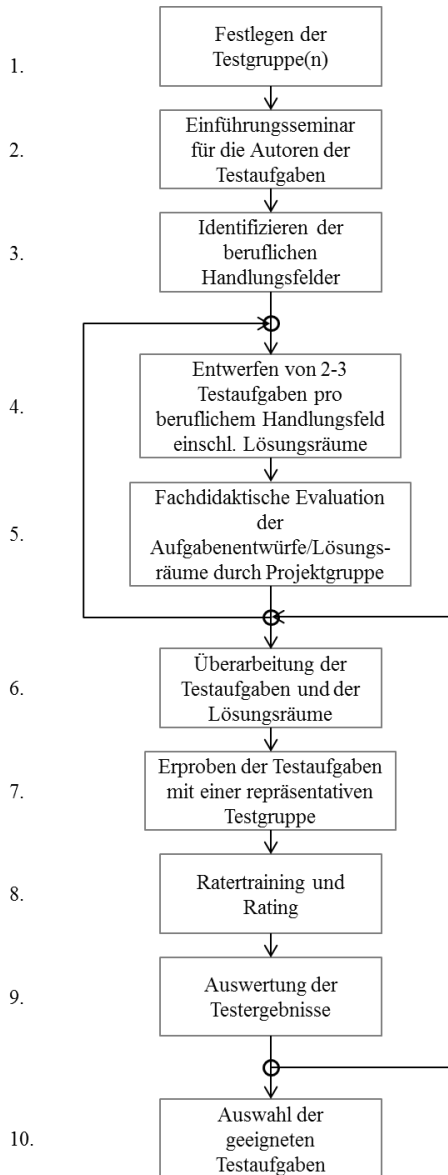 1.
Festlegen der
Testgruppe(n)
2.
Einführungsseminar
für die Autoren der
Testaufgaben
3.
Identifizieren der
beruflichen
Handlungsfelder
4.
Entwerfen von 2-3
Testaufgaben pro
beruflichem Handlungsfeld
einschl. Lösungsräume
5.
Fachdidaktische Evaluation
der
Aufgabenentwürfe/Lösungs-
räume durch Projektgruppe
6.
Überarbeitung der
Testaufgaben und der
Lösungsräume
7.
Erproben der Testaufgaben
mit einer repräsentativen
Testgruppe
8.
Ratertraining und
Rating
9.
Auswertung der
Testergebnisse
10.
Auswahl der
geeigneten
Testaufgaben